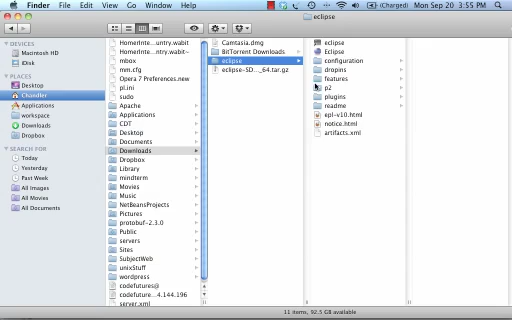 Finder File Edit View Go Window Help (Charged) Mon Sep 20 3:55 PM
eclipse
DEVICES
Macintosh HD
iDisk
PLACES
Desktop
Chandler
Applications
workspace
Downloads
Dropbox
SEARCH FOR
Today
Yesterday
Past Week
All Images
All Movies
All Documents
HomeInte...untry.wabit
HomeInte...ntry.wabit~
mbox
mm.cfg
Opera 7 Preferences.new
pl.ini
sudo
Apache
Applications
CDT
Desktop
Documents
Downloads
Dropbox
Library
mindterm
Movies
Music
NetBeansProjects
Pictures
protobuf-2.3.0
Public
servers
Sites
SubjectWeb
unixStuff
wordpress
codefutures@
codefuture...4.144.196
server.xml
Camtasia.dmg
BitTorrent Downloads
eclipse
eclipse-SD..._64.tar.gz
eclipse
Eclipse
configuration
dropins
features
p2
plugins
readme
epl-v10.html
notice.html
artifacts.xml
11 items, 92.5 GB available